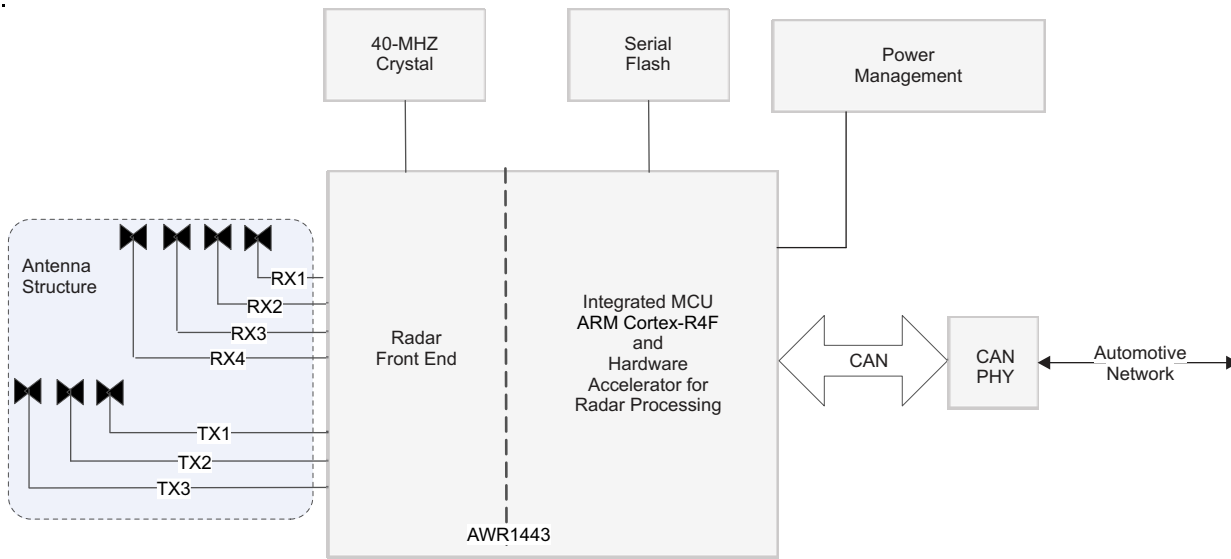 .
40-MHZ
Crystal
Serial
Flash
Power
Management
Antenna
Structure
RX1
RX2
RX3
RX4
TX1
TX2
TX3
Radar
Front End
Integrated MCU
ARM Cortex-R4F
and
Hardware
Accelerator for
Radar Processing
CAN
CAN
PHY
Automotive
Network
AWR1443